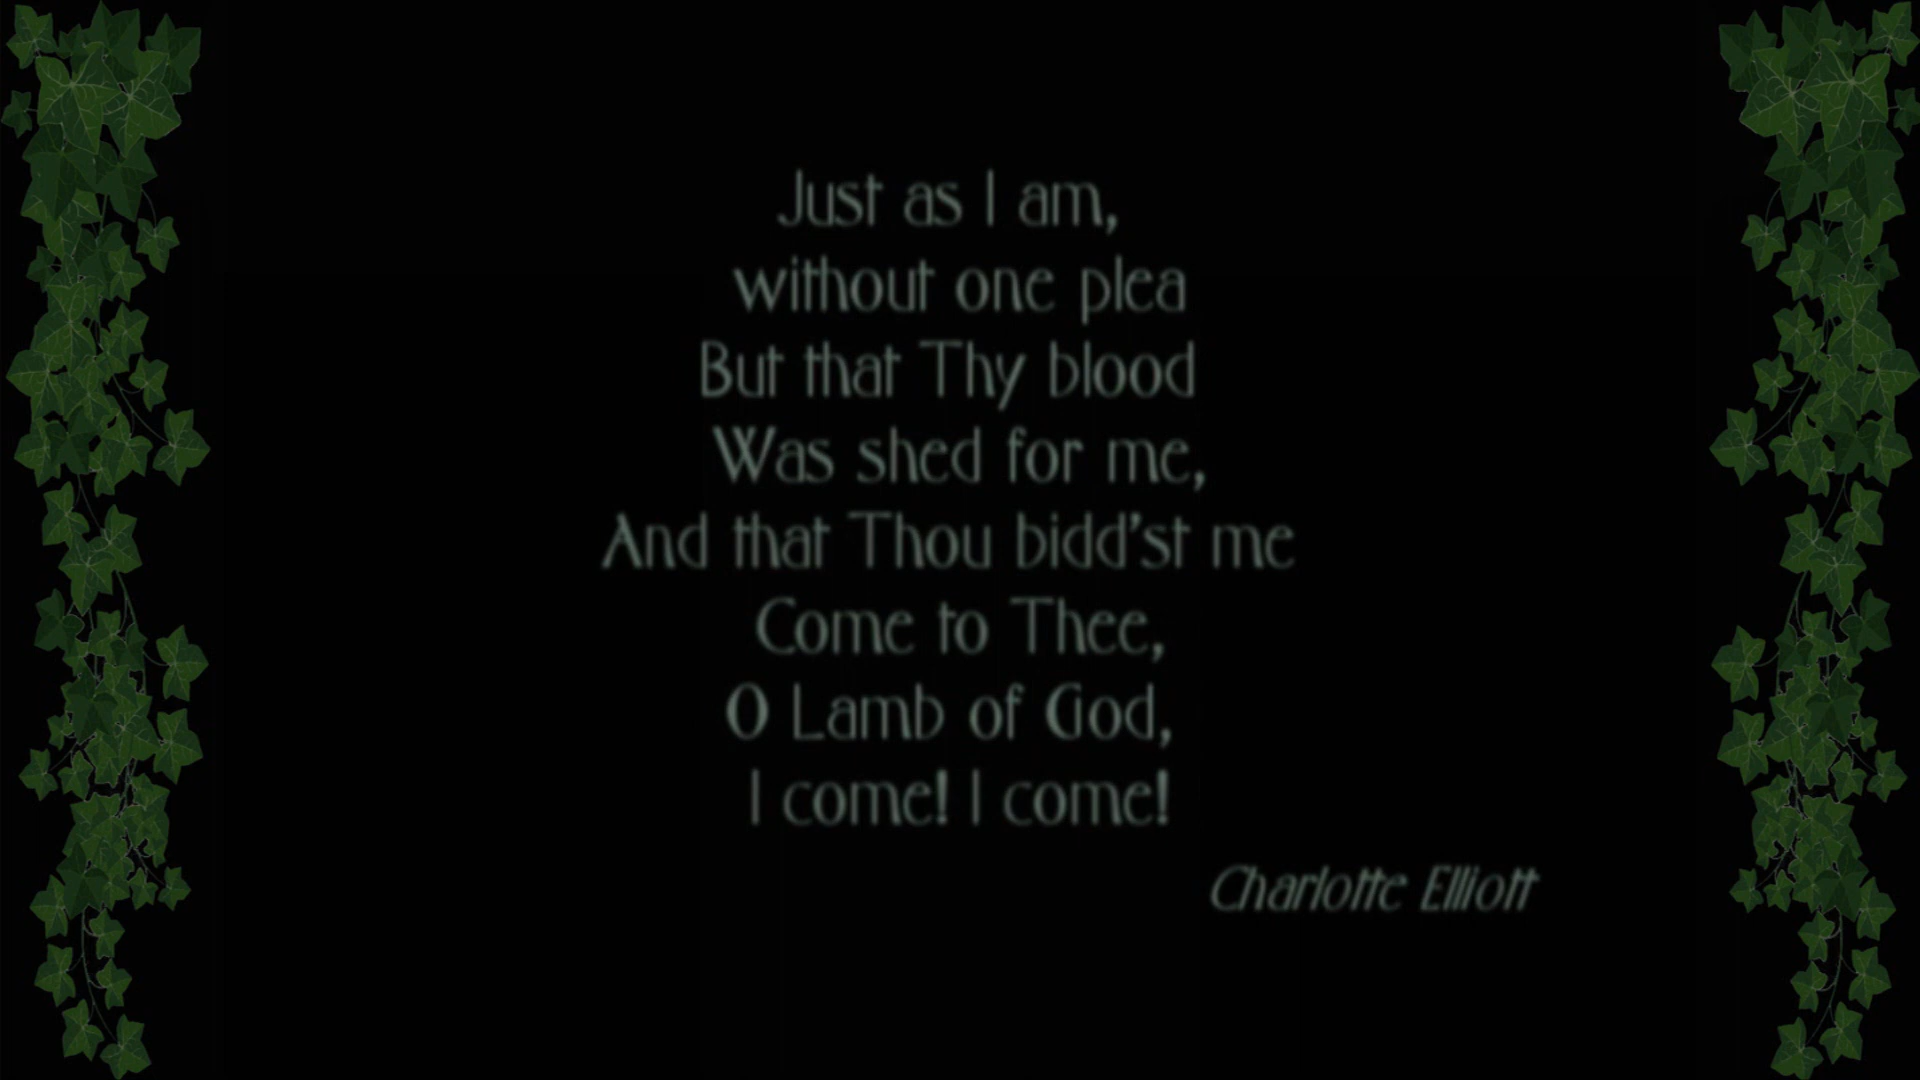 Just as I am,
without one plea
But that Thy blood
Was shed for me,
And that Thou bidd'st me
Come to Thee,
O Lamb of God,
I come! I come!
Charlotte Elliott